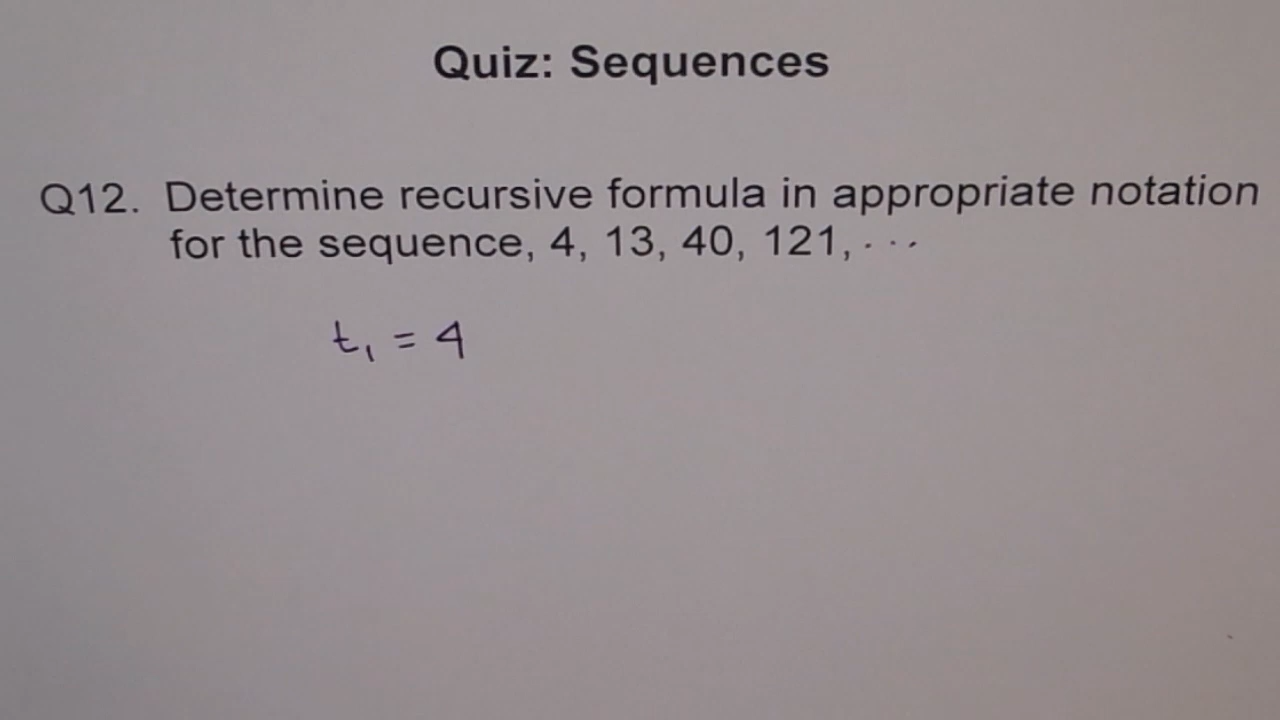 Quiz: Sequences
Q12. Determine recursive formula in appropriate notation
for the sequence, 4, 13, 40, 121, . . .
t₁ = 4